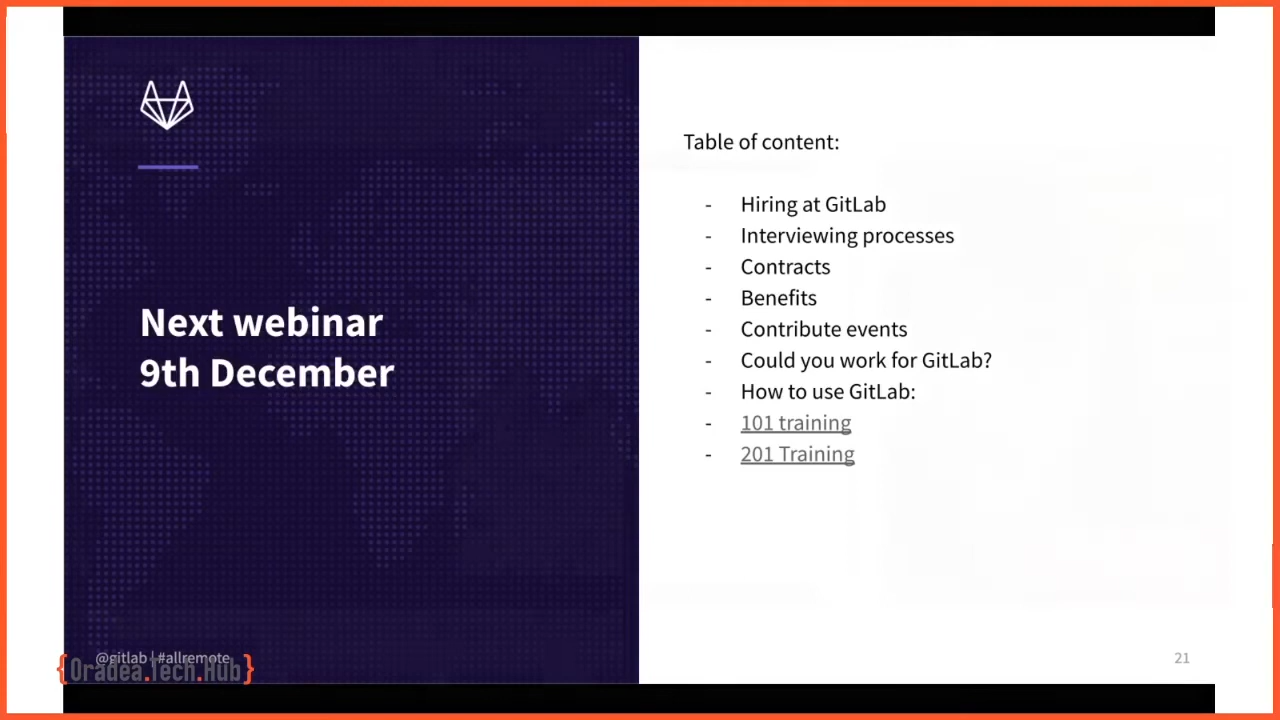 Next webinar
9th December
Table of content:
- Hiring at GitLab
- Interviewing processes
- Contracts
- Benefits
- Contribute events
- Could you work for GitLab?
- How to use GitLab:
- 101 training
- 201 Training
@gitlab | #allremote
{Oradea.Tech.Hub}
21